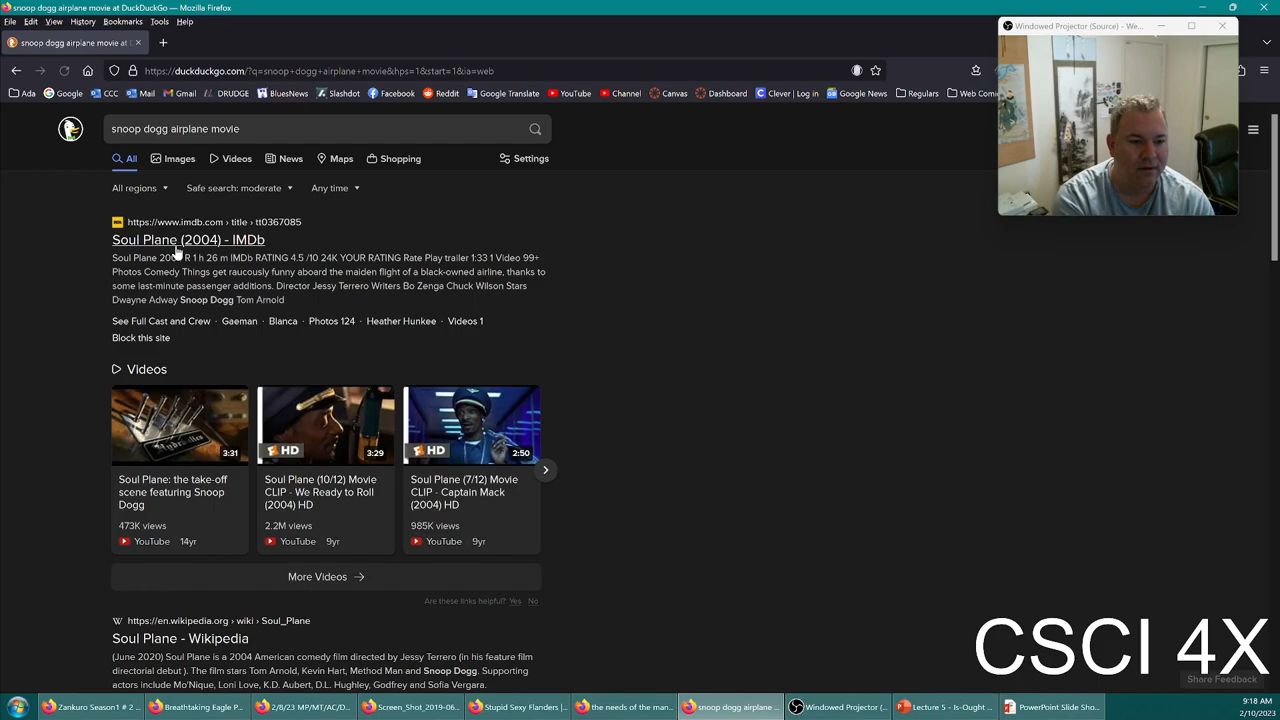 snoop dogg airplane movie at DuckDuckGo — Mozilla Firefox
File Edit View History Bookmarks Tools Help
Windowed Projector (Source) - We...
snoop dogg airplane movie at
https://duckduckgo.com/?q=snoop+dogg+airplane+movie&hps=1&start=1&ia=web
Ada Google CCC Mail Gmail DRUDGE BlueNews Slashdot Facebook Reddit Google Translate YouTube Channel Canvas Dashboard Clever | Log in Google News Regulars Web Com
snoop dogg airplane movie
All Images Videos News Maps Shopping Settings
All regions Safe search: moderate Any time
https://www.imdb.com › title › tt0367085
Soul Plane (2004) - IMDb
Soul Plane 2004 R 1 h 26 m IMDb RATING 4.5 /10 24K YOUR RATING Rate Play trailer 1:33 1 Video 99+
Photos Comedy Things get raucously funny aboard the maiden flight of a black-owned airline, thanks to
some last-minute passenger additions. Director Jessy Terrero Writers Bo Zenga Chuck Wilson Stars
Dwayne Adway Snoop Dogg Tom Arnold
See Full Cast and Crew · Gaeman · Blanca · Photos 124 · Heather Hunkee · Videos 1
Block this site
Videos
3:31
HD 3:29
HD 2:50
Soul Plane: the take-off
scene featuring Snoop
Dogg
473K views
YouTube 14yr
Soul Plane (10/12) Movie
CLIP - We Ready to Roll
(2004) HD
2.2M views
YouTube 9yr
Soul Plane (7/12) Movie
CLIP - Captain Mack
(2004) HD
985K views
YouTube 9yr
More Videos →
Are these links helpful? Yes No
W https://en.wikipedia.org › wiki › Soul_Plane
Soul Plane - Wikipedia
(June 2020) Soul Plane is a 2004 American comedy film directed by Jessy Terrero (in his feature film
directorial debut ). The film stars Tom Arnold, Kevin Hart, Method Man and Snoop Dogg. Supporting
actors include Mo'Nique, Loni Love, K.D. Aubert, D.L. Hughley, Godfrey and Sofia Vergara.
CSCI 4X
Share Feedback
Zankuro Season1 # 2 ... Breathtaking Eagle P... 2/8/23 MP/MT/AC/D... Screen_Shot_2019-06... Stupid Sexy Flanders |... the needs of the man... snoop dogg airplane ... Windowed Projector (... Lecture 5 - Is-Ought ... PowerPoint Slide Sho...
9:18 AM
2/10/2023